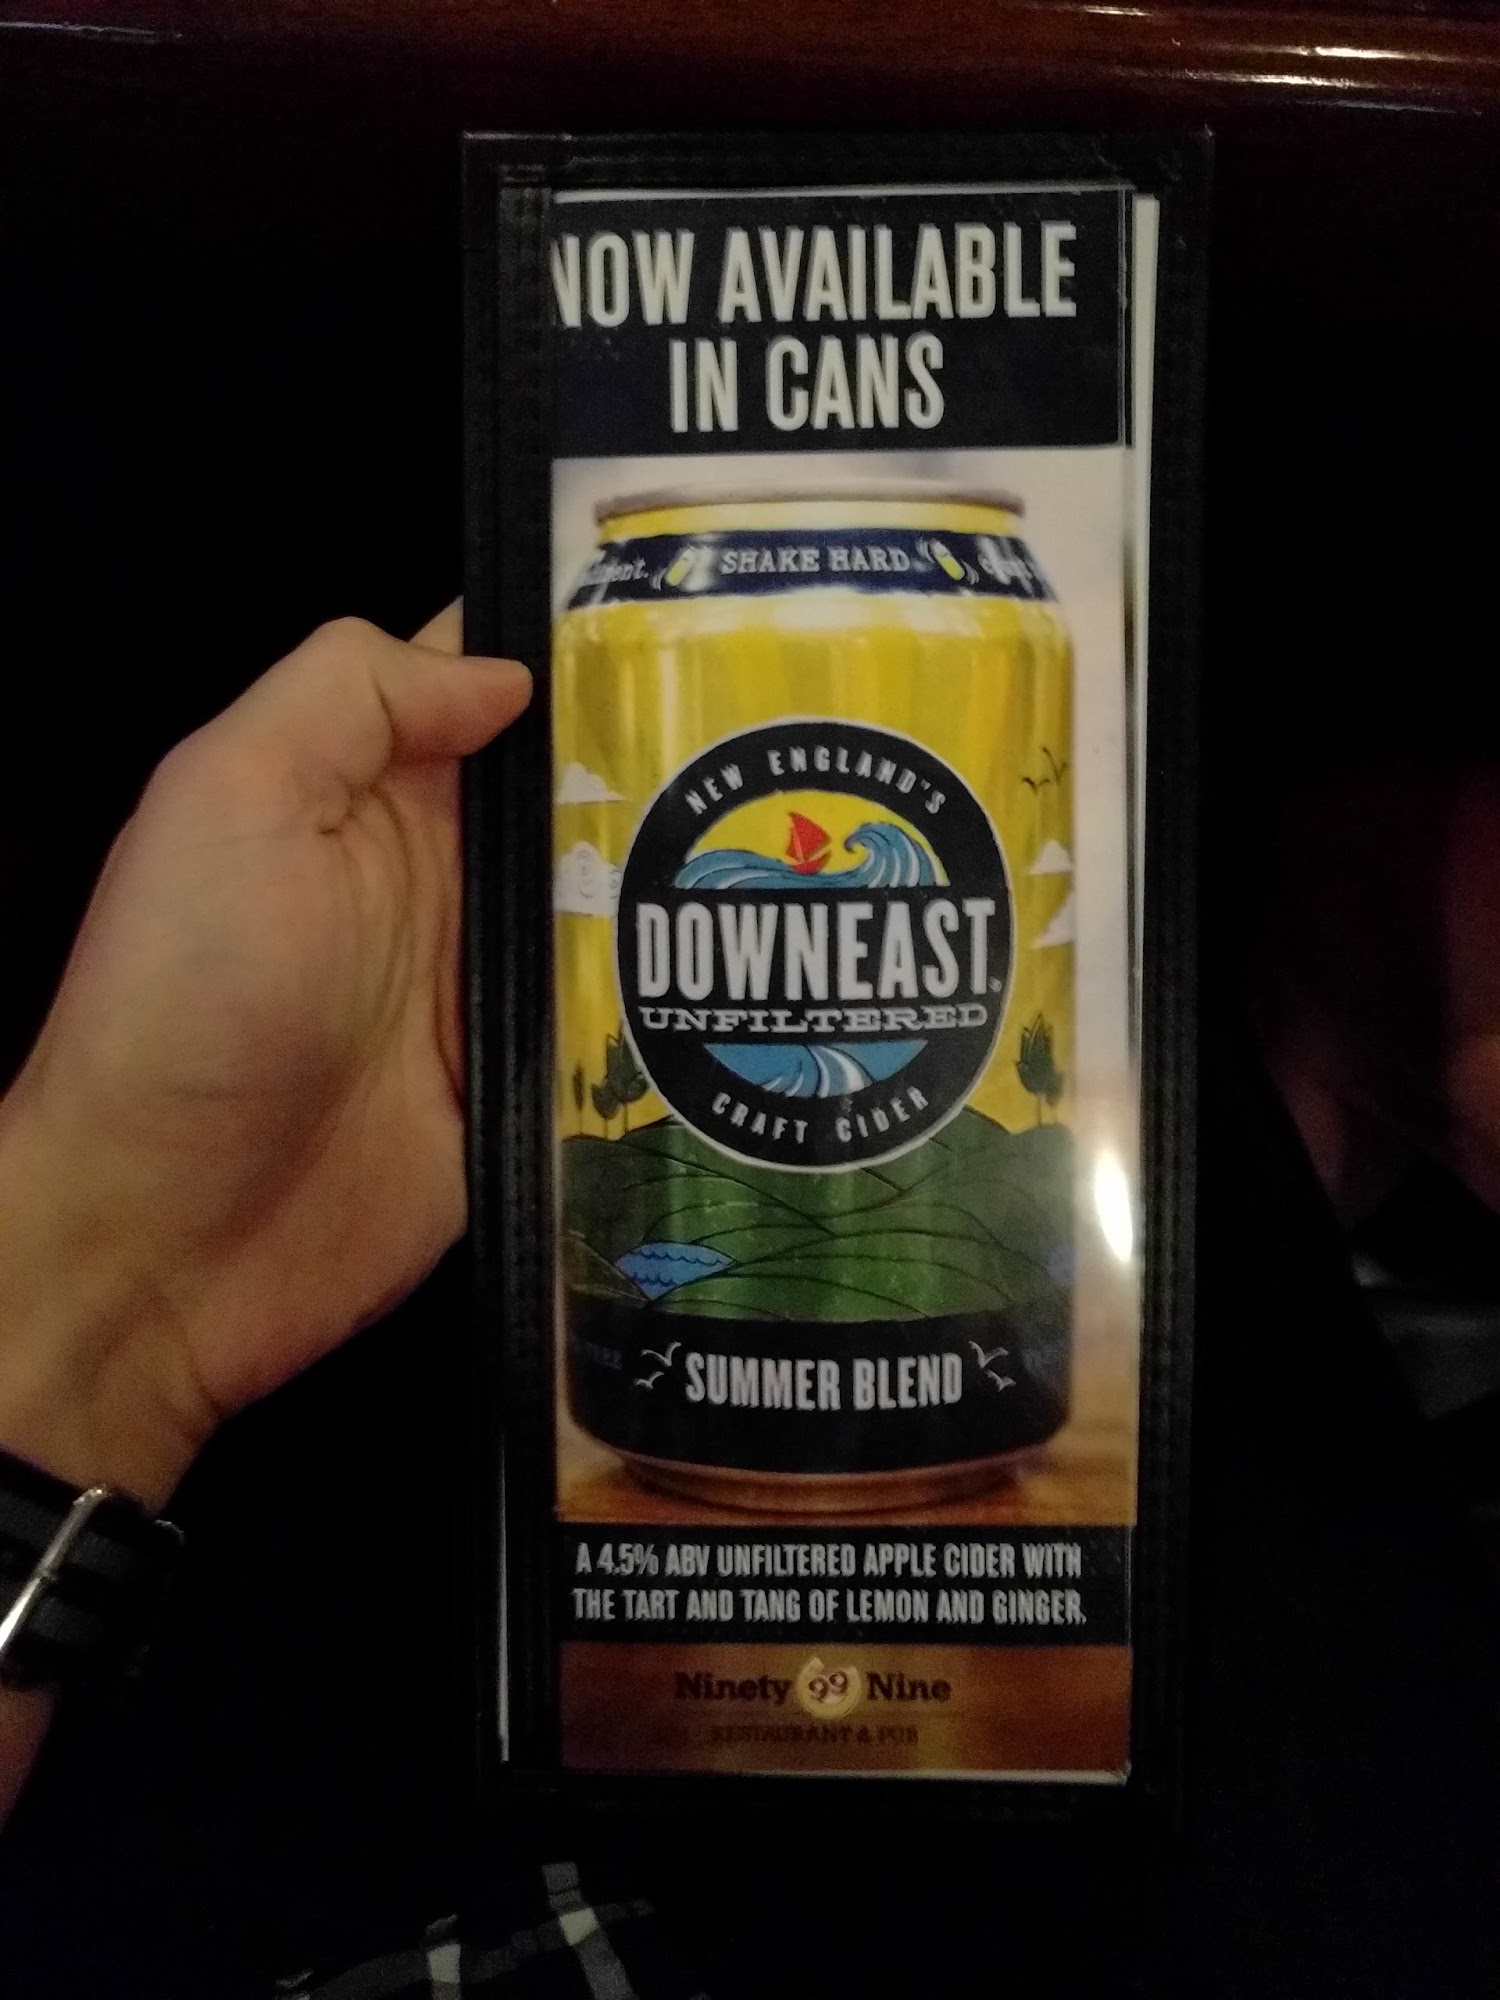 NOW AVAILABLE
IN CANS
SHAKE HARD
NEW ENGLAND'S
DOWNEAST
UNFILTERED
CRAFT CIDER
SUMMER BLEND
A 4.5% ABV UNFILTERED APPLE CIDER WITH
THE TART AND TANG OF LEMON AND GINGER.
Ninety 99 Nine
RESTAURANT & PUB